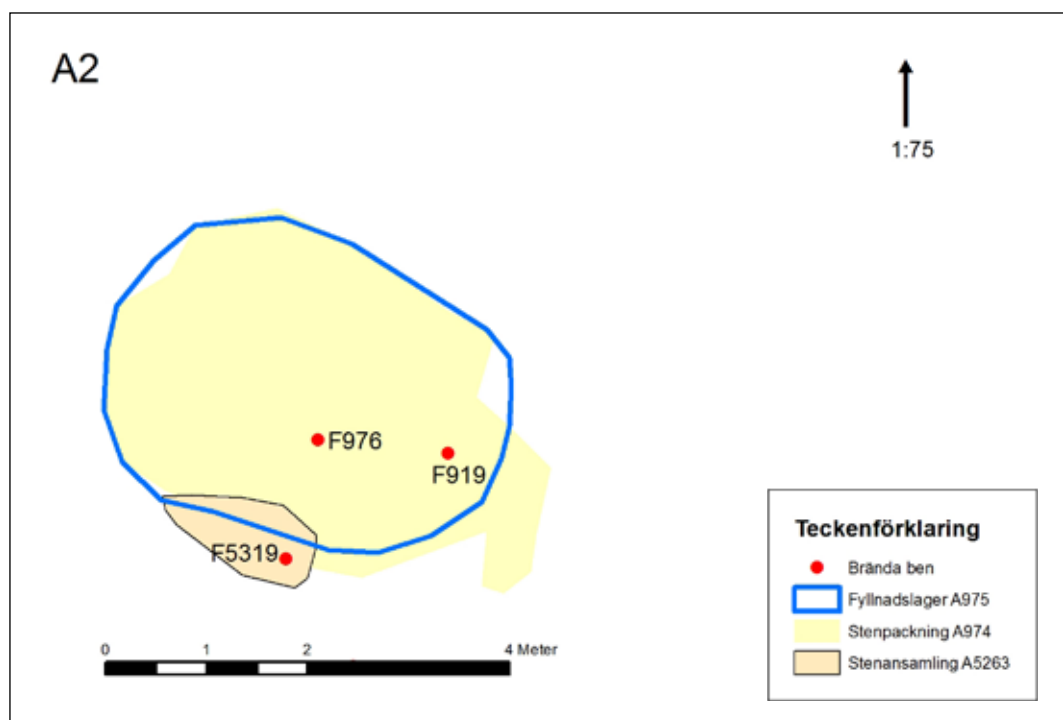 A2
1:75
F976
F919
F5319
Teckenförklaring
Brända ben
Fyllnadslager A975
Stenpackning A974
Stenansamling A5263
0 1 2 4 Meter